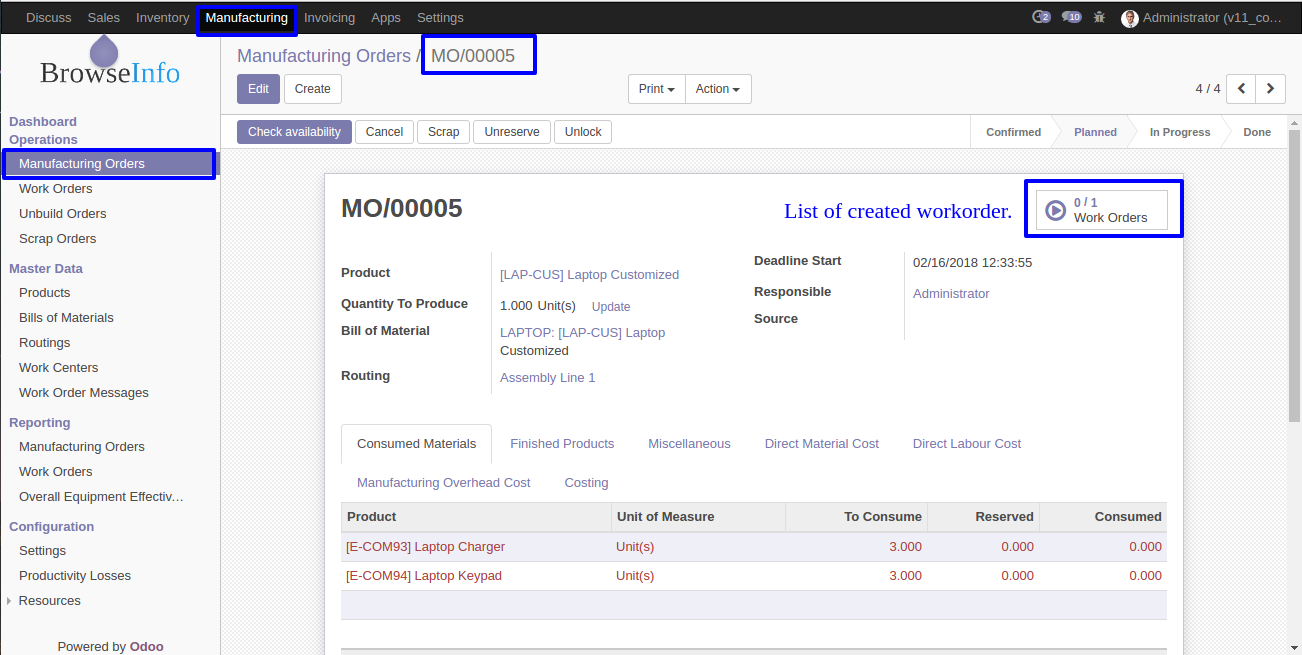 Discuss Sales Inventory Manufacturing Invoicing Apps Settings 2 10 Administrator (v11_co…
BrowseInfo
Manufacturing Orders / MO/00005
Edit Create Print Action 4 / 4
Check availability Cancel Scrap Unreserve Unlock Confirmed Planned In Progress Done
Dashboard
Operations
Manufacturing Orders
Work Orders
Unbuild Orders
Scrap Orders
Master Data
Products
Bills of Materials
Routings
Work Centers
Work Order Messages
Reporting
Manufacturing Orders
Work Orders
Overall Equipment Effectiv…
Configuration
Settings
Productivity Losses
Resources
Powered by Odoo
MO/00005
List of created workorder.
0 / 1
Work Orders
Product [LAP-CUS] Laptop Customized
Quantity To Produce 1.000 Unit(s) Update
Bill of Material LAPTOP: [LAP-CUS] Laptop
Customized
Routing Assembly Line 1
Deadline Start 02/16/2018 12:33:55
Responsible Administrator
Source
Consumed Materials Finished Products Miscellaneous Direct Material Cost Direct Labour Cost
Manufacturing Overhead Cost Costing
Product Unit of Measure To Consume Reserved Consumed
[E-COM93] Laptop Charger Unit(s) 3.000 0.000 0.000
[E-COM94] Laptop Keypad Unit(s) 3.000 0.000 0.000